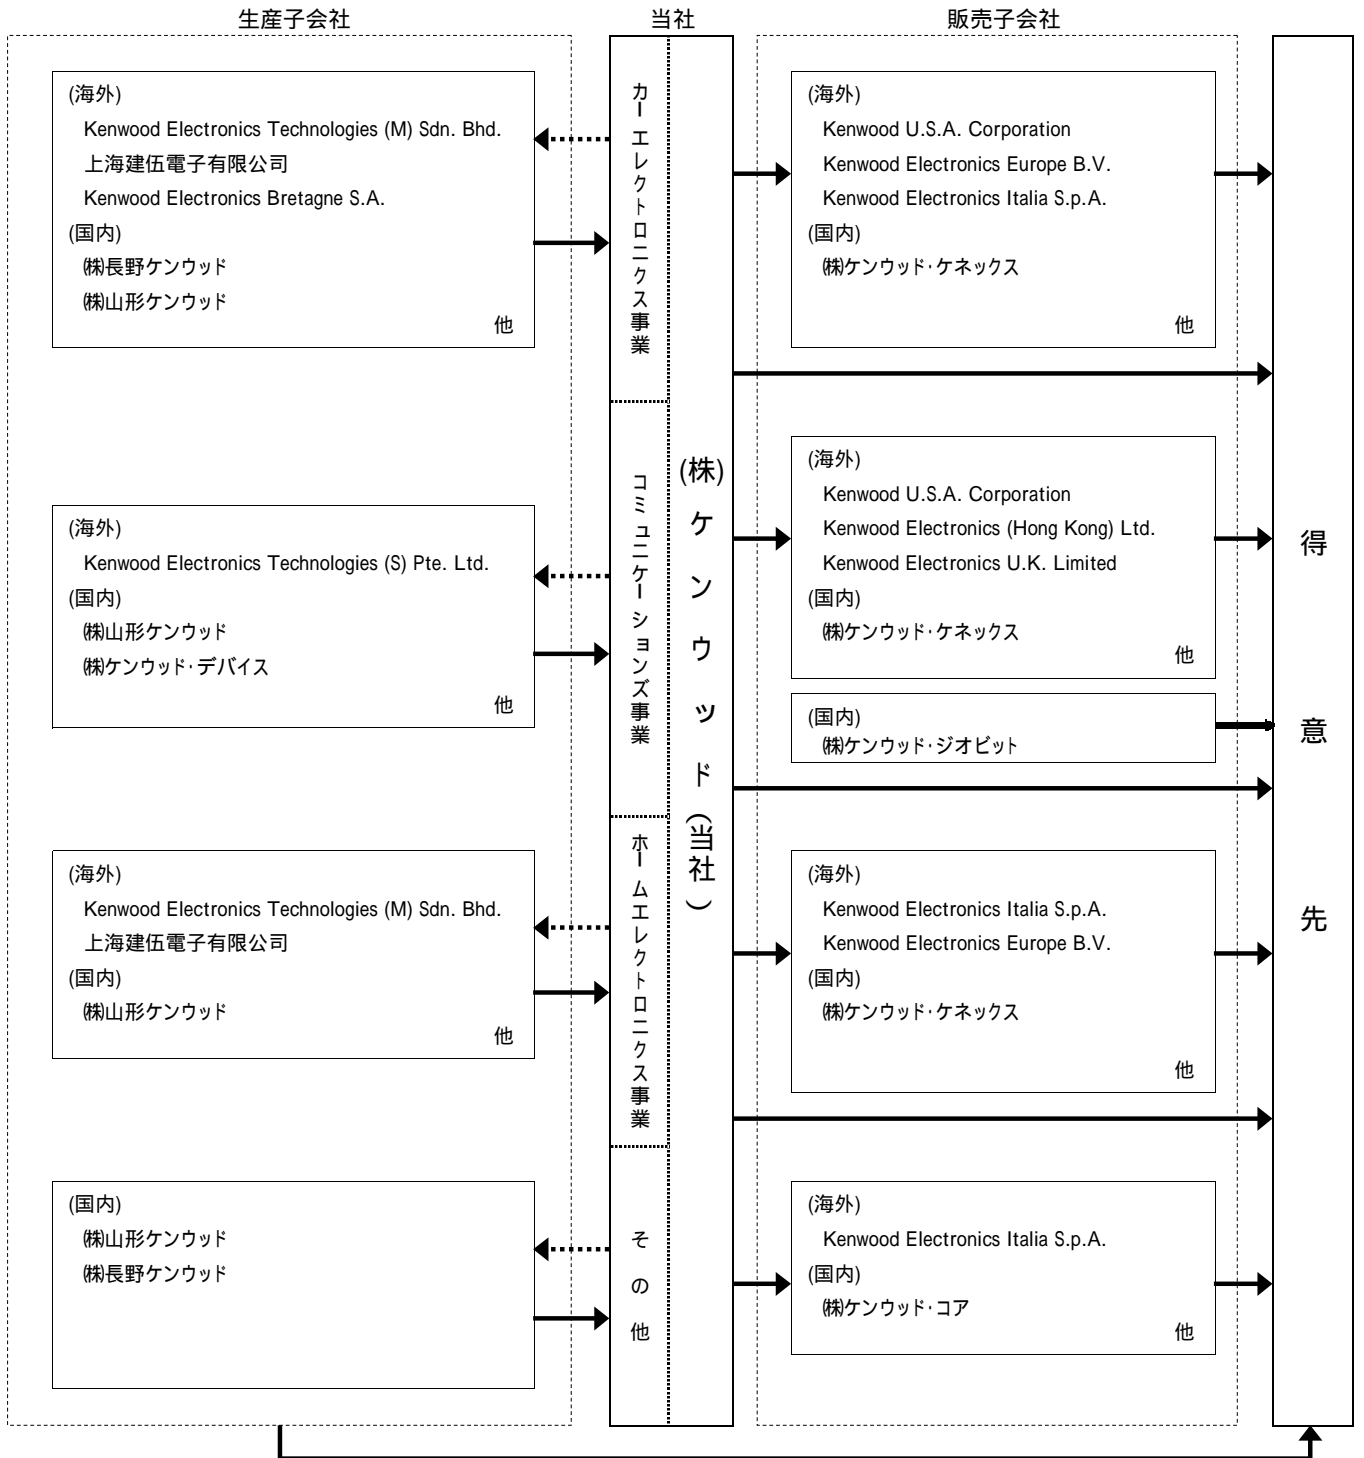 生産子会社
当社
販売子会社
(海外)
Kenwood Electronics Technologies (M) Sdn. Bhd.
上海建伍電子有限公司
Kenwood Electronics Bretagne S.A.
(国内)
㈱長野ケンウッド
㈱山形ケンウッド
他
(海外)
Kenwood Electronics Technologies (S) Pte. Ltd.
(国内)
㈱山形ケンウッド
㈱ケンウッド・デバイス
他
(海外)
Kenwood Electronics Technologies (M) Sdn. Bhd.
上海建伍電子有限公司
(国内)
㈱山形ケンウッド
他
(国内)
㈱山形ケンウッド
㈱長野ケンウッド
カーエレクトロニクス事業
コミュニケーションズ事業
ホームエレクトロニクス事業
その他
(株)ケンウッド(当社)
(海外)
Kenwood U.S.A. Corporation
Kenwood Electronics Europe B.V.
Kenwood Electronics Italia S.p.A.
(国内)
㈱ケンウッド・ケネックス
他
(海外)
Kenwood U.S.A. Corporation
Kenwood Electronics (Hong Kong) Ltd.
Kenwood Electronics U.K. Limited
(国内)
㈱ケンウッド・ケネックス
他
(国内)
㈱ケンウッド・ジオビット
(海外)
Kenwood Electronics Italia S.p.A.
Kenwood Electronics Europe B.V.
(国内)
㈱ケンウッド・ケネックス
他
(海外)
Kenwood Electronics Italia S.p.A.
(国内)
㈱ケンウッド・コア
他
得意先